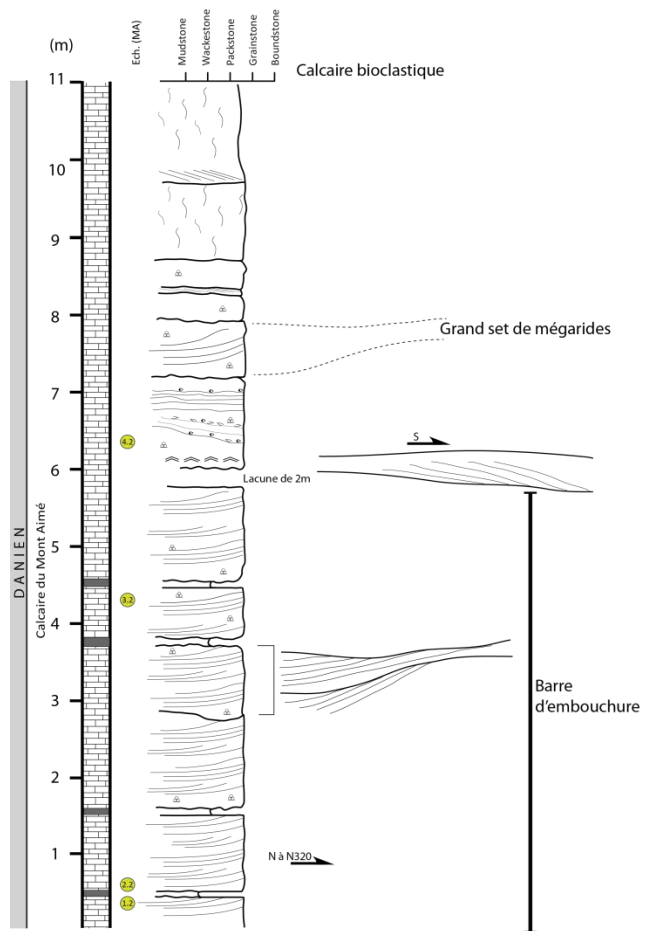 (m)
Ech. (MA)
Mudstone
Wackestone
Packstone
Grainstone
Boundstone
Calcaire bioclastique
11
10
9
8
Grand set de mégarides
7
4.2
S
6
Lacune de 2m
5
DANIEN
Calcaire du Mont Aimé
3.2
4
3
Barre
d'embouchure
2
1
N à N320
2.2
1.2